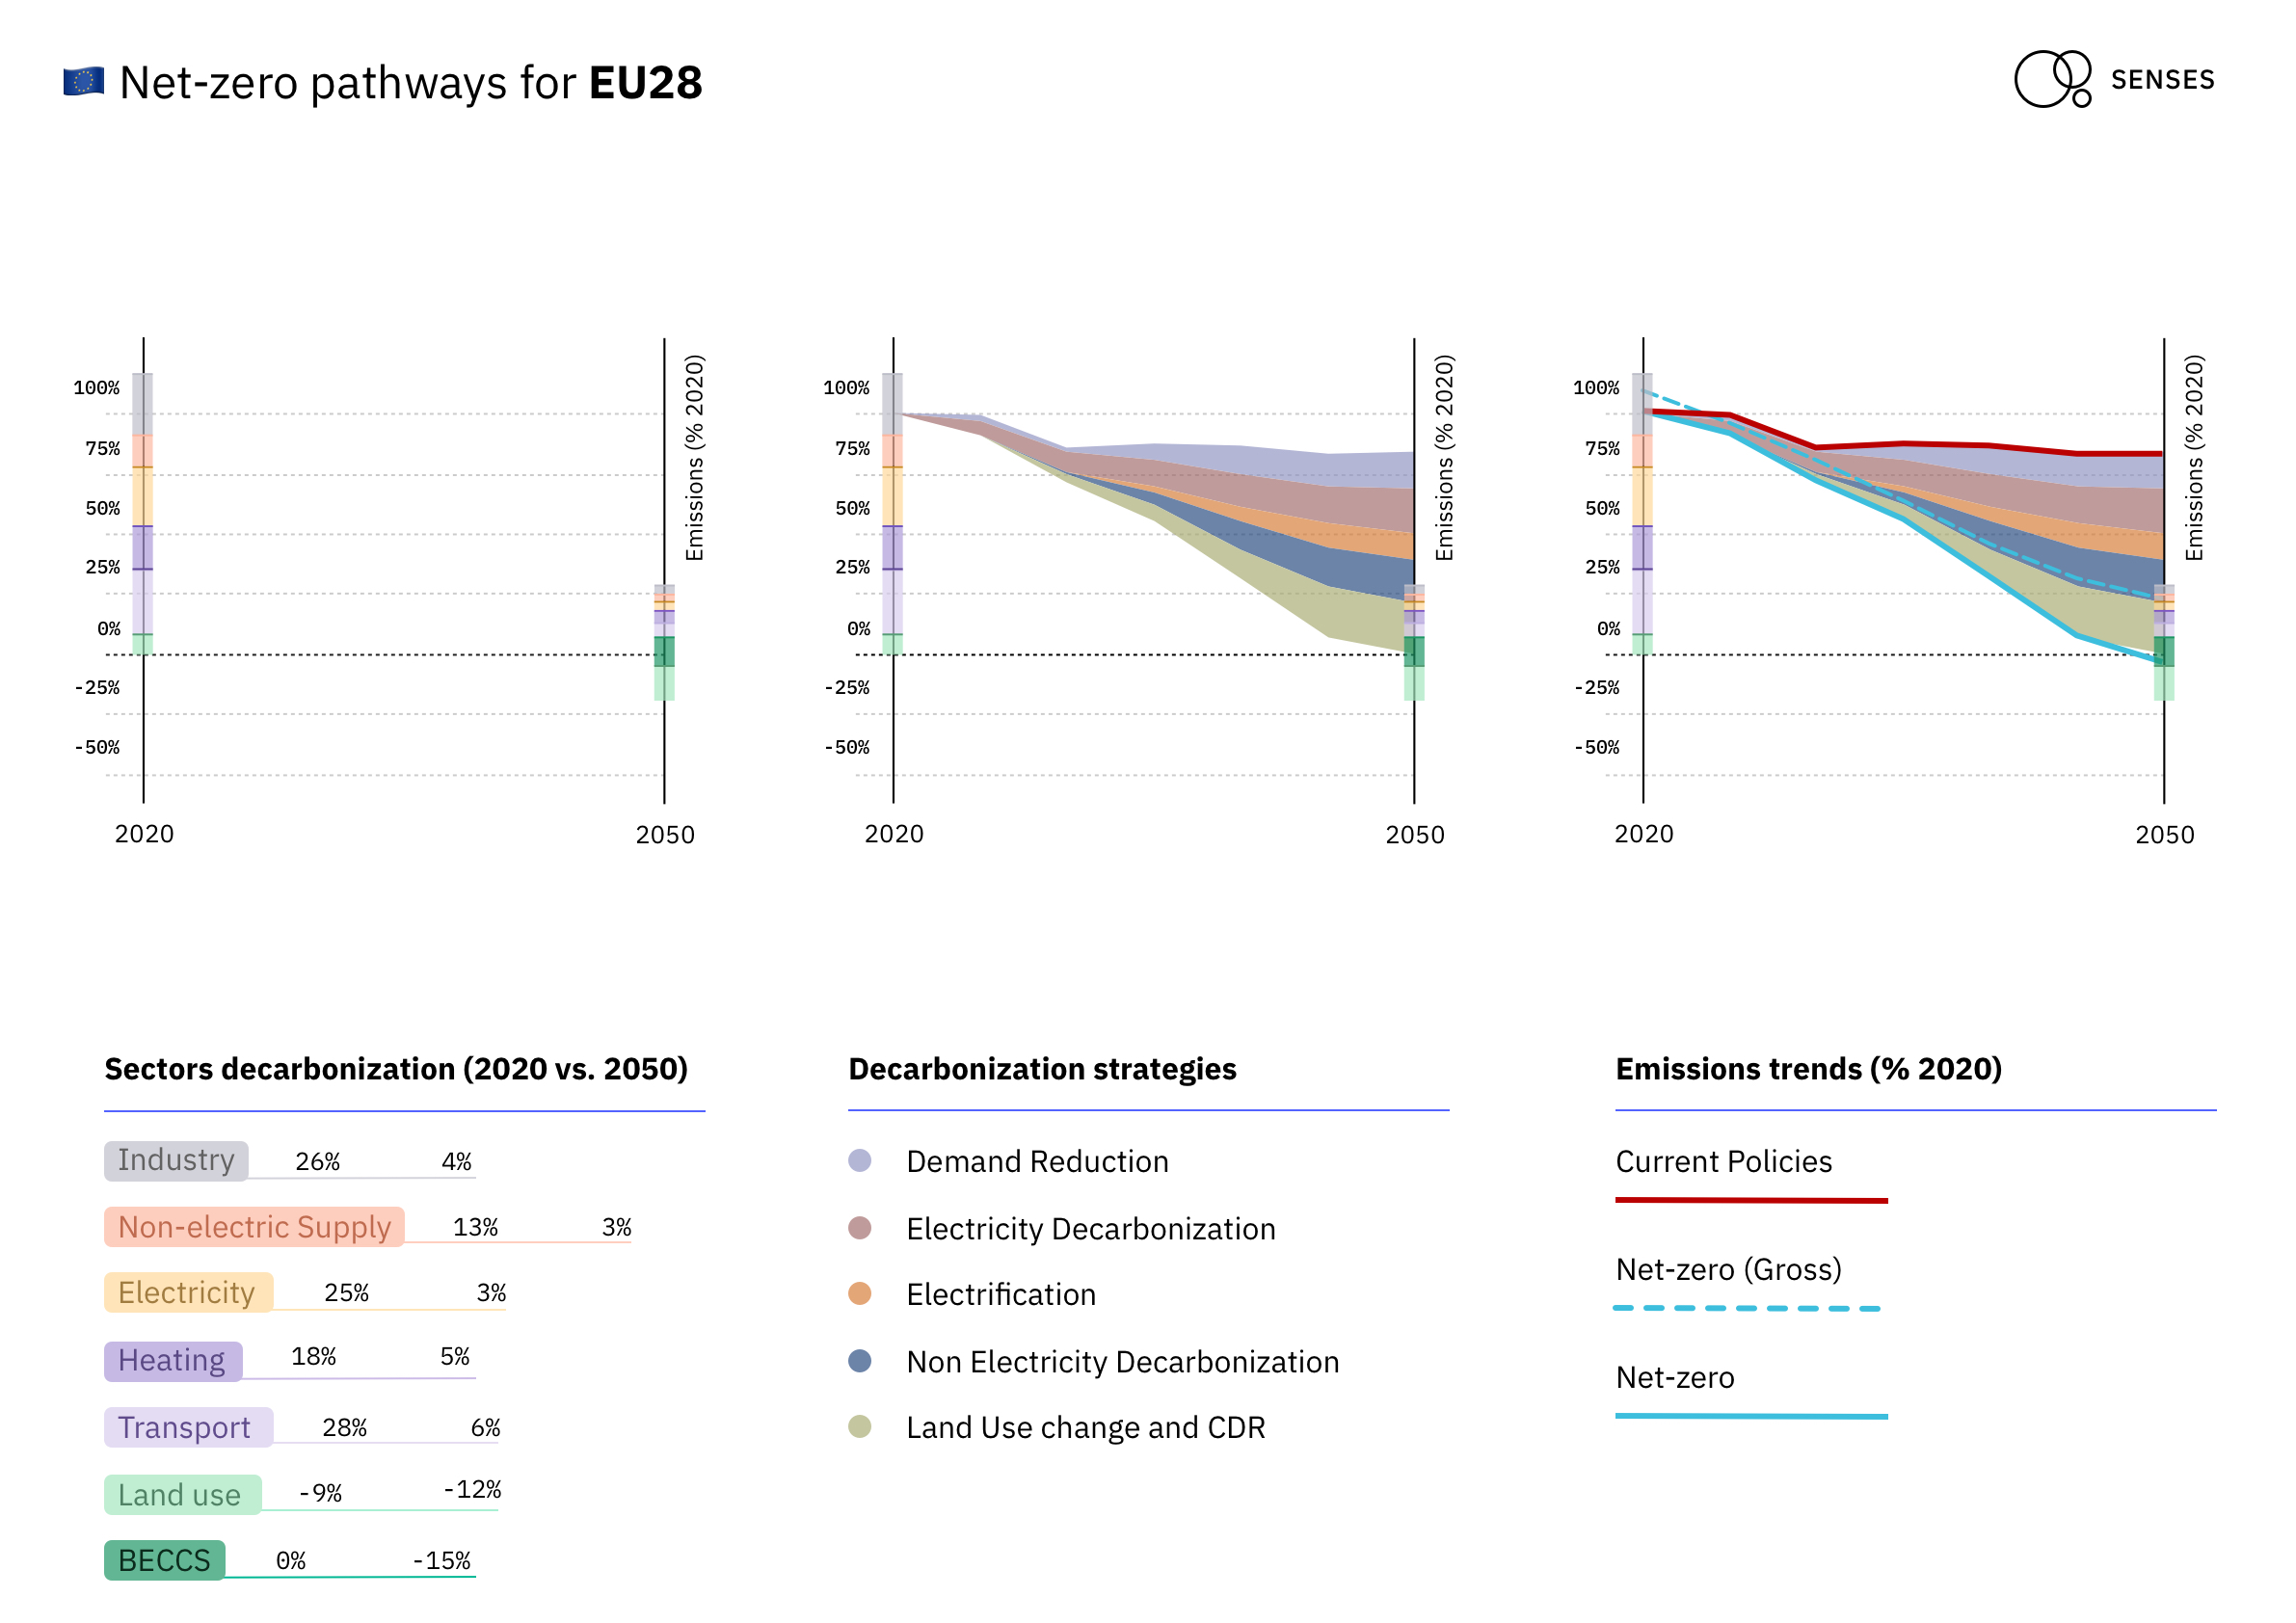 Net-zero pathways for EU28
SENSES
100%
75%
50%
25%
0%
-25%
-50%
Emissions (% 2020)
2020
2050
100%
75%
50%
25%
0%
-25%
-50%
Emissions (% 2020)
2020
2050
100%
75%
50%
25%
0%
-25%
-50%
Emissions (% 2020)
2020
2050
Sectors decarbonization (2020 vs. 2050)
Industry 26% 4%
Non-electric Supply 13% 3%
Electricity 25% 3%
Heating 18% 5%
Transport 28% 6%
Land use -9% -12%
BECCS 0% -15%
Decarbonization strategies
Demand Reduction
Electricity Decarbonization
Electrification
Non Electricity Decarbonization
Land Use change and CDR
Emissions trends (% 2020)
Current Policies
Net-zero (Gross)
Net-zero